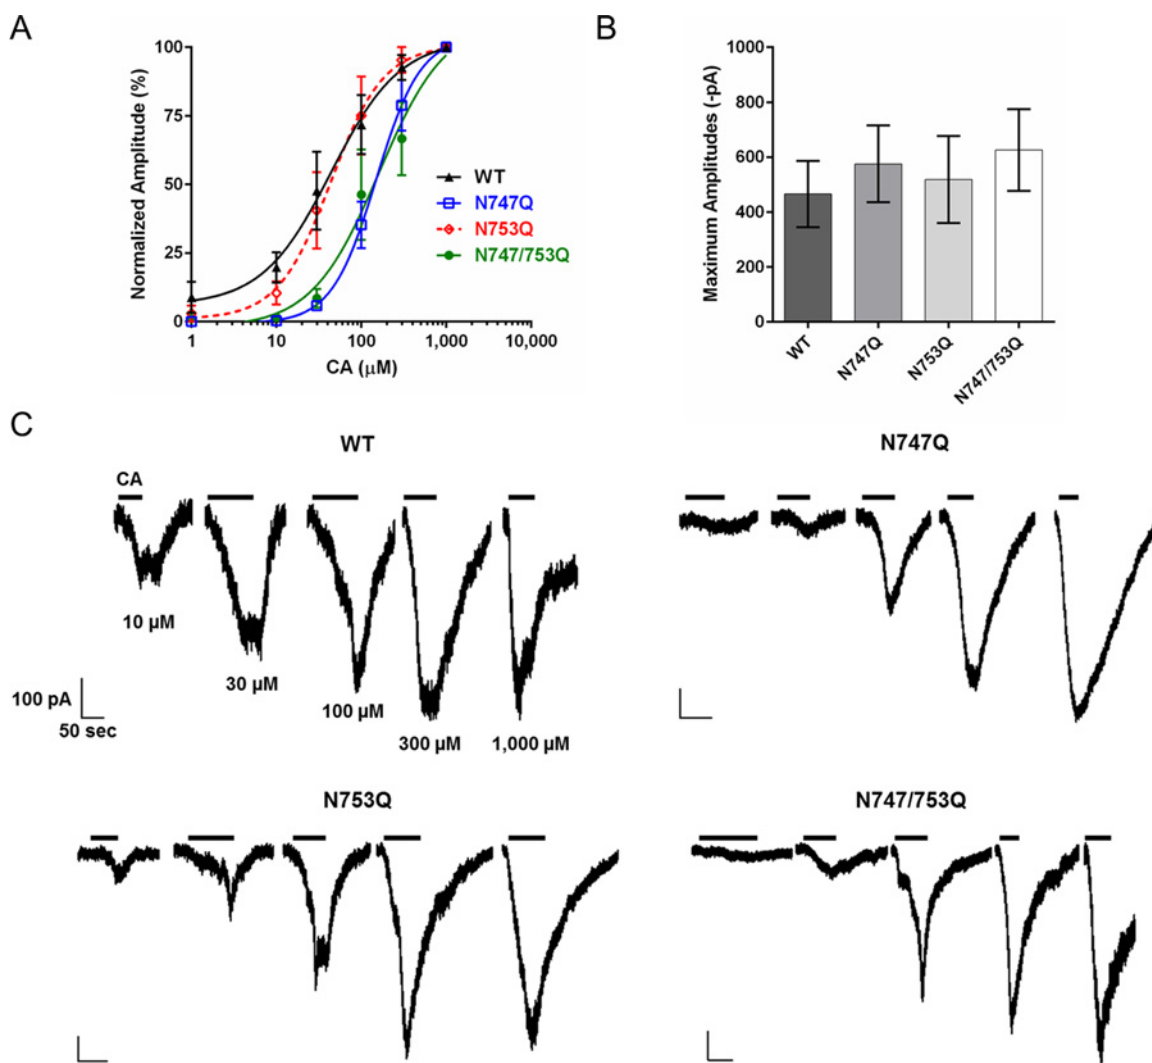 A
Normalized Amplitude (%)
100
75
50
25
0
1
10
100
1,000
10,000
CA (μM)
WT
N747Q
N753Q
N747/753Q
B
Maximum Amplitudes (-pA)
1000
800
600
400
200
0
WT
N747Q
N753Q
N747/753Q
C
WT
CA
10 μM
30 μM
100 μM
300 μM
1,000 μM
100 pA
50 sec
N747Q
N753Q
N747/753Q